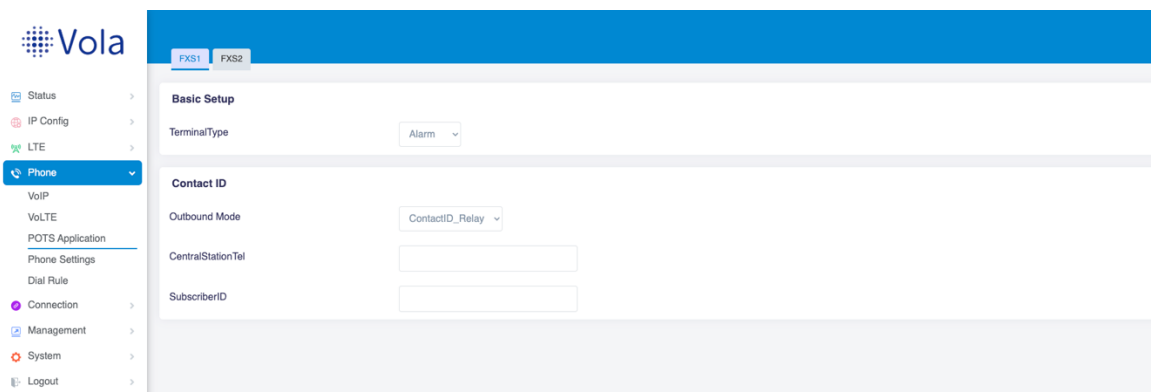 Vola
FXS1 FXS2
Status
IP Config
LTE
Phone
VoIP
VoLTE
POTS Application
Phone Settings
Dial Rule
Connection
Management
System
Logout
Basic Setup
TerminalType Alarm
Contact ID
Outbound Mode ContactID_Relay
CentralStationTel
SubscriberID